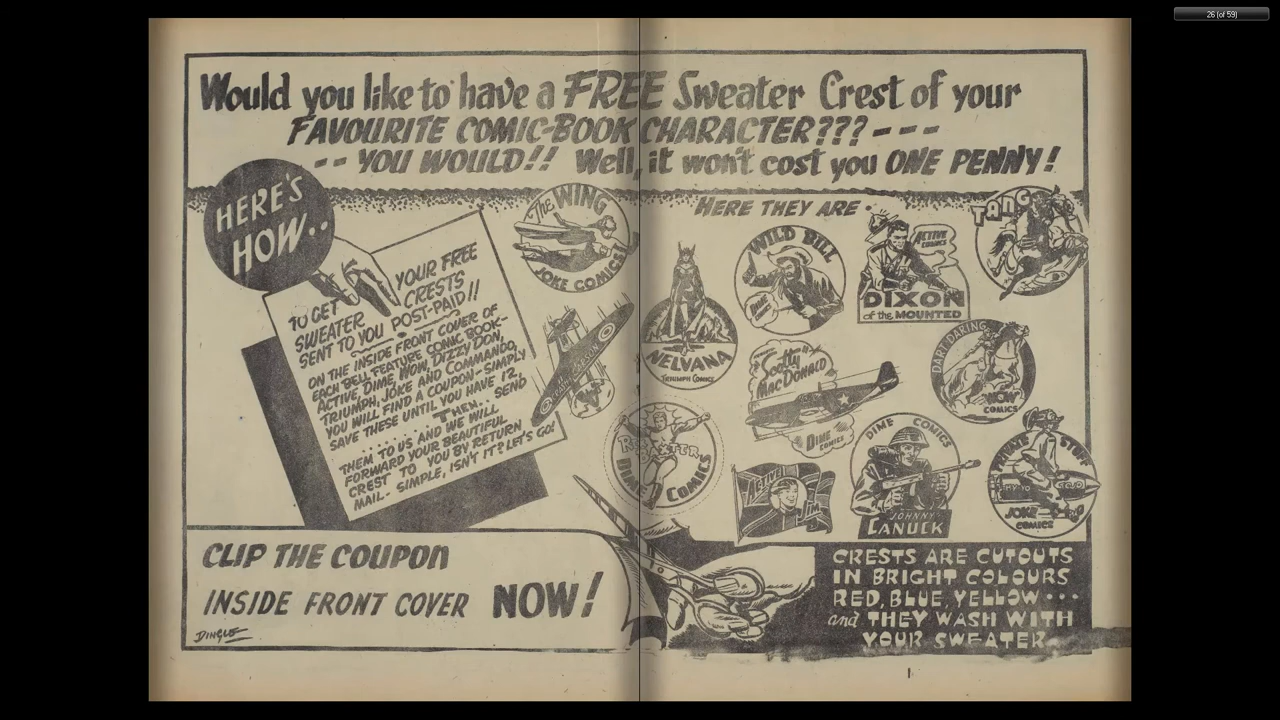 26 (of 59)
Would you like to have a FREE Sweater Crest of your
FAVOURITE COMIC-BOOK CHARACTER??? ---
-- YOU WOULD!! Well, it won't cost you ONE PENNY!
HERE'S
HOW..
TO GET YOUR FREE
SWEATER CRESTS
SENT TO YOU POST-PAID!!
ON THE INSIDE FRONT COVER OF
EACH BELL FEATURE COMIC BOOK-
ACTIVE, DIME, WOW, DIZZY DON,
TRIUMPH, JOKE AND COMMANDO,
YOU WILL FIND A COUPON-SIMPLY
SAVE THESE UNTIL YOU HAVE 12.
........THEN.. SEND
THEM TO US AND WE WILL
FORWARD YOUR BEAUTIFUL
CREST TO YOU BY RETURN
MAIL- SIMPLE, ISN'T IT? LET'S GO!
The WING
JOKE COMICS
HERE THEY ARE
NELVANA
TRIUMPH COMICS
WILD BILL
DIME
COMICS
ACTIVE
COMICS
DIXON
of the MOUNTED
TANG
Scotty
MacDONALD
DIME
COMICS
DART DARING
WOW
COMICS
REX BAXTER
DIME COMICS
ACTIVE
JIM
DIME COMICS
JOHNNY
CANUCK
PRIVATE STUFF
JOKE
COMICS
CLIP THE COUPON
INSIDE FRONT COVER NOW!
DINGLE
CRESTS ARE CUTOUTS
IN BRIGHT COLOURS
RED, BLUE, YELLOW...
and THEY WASH WITH
YOUR SWEATER